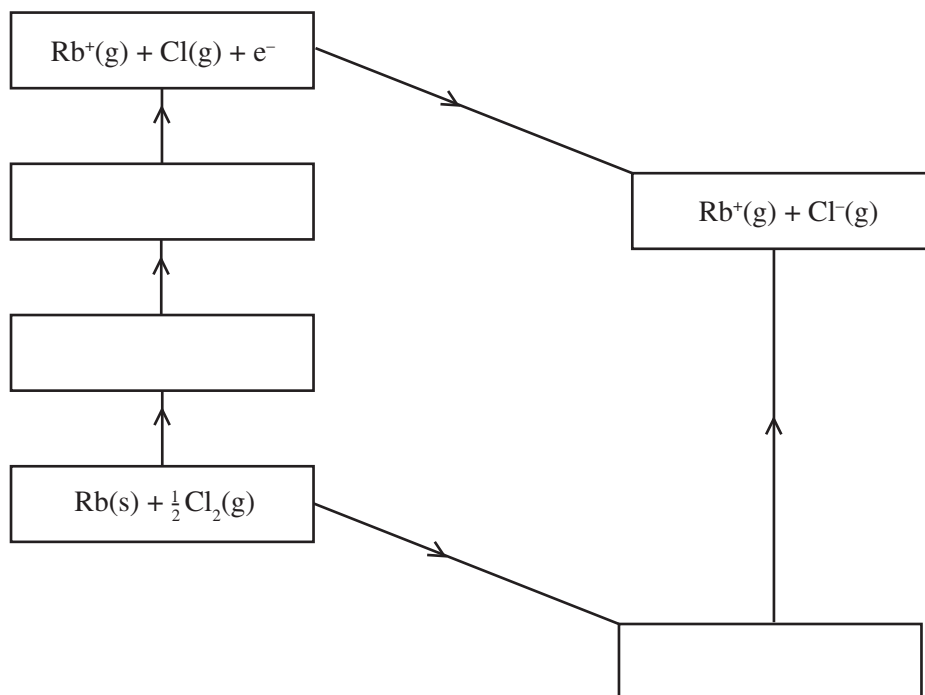 Rb⁺(g) + Cl(g) + e⁻
Rb⁺(g) + Cl⁻(g)
Rb(s) + ½Cl₂(g)